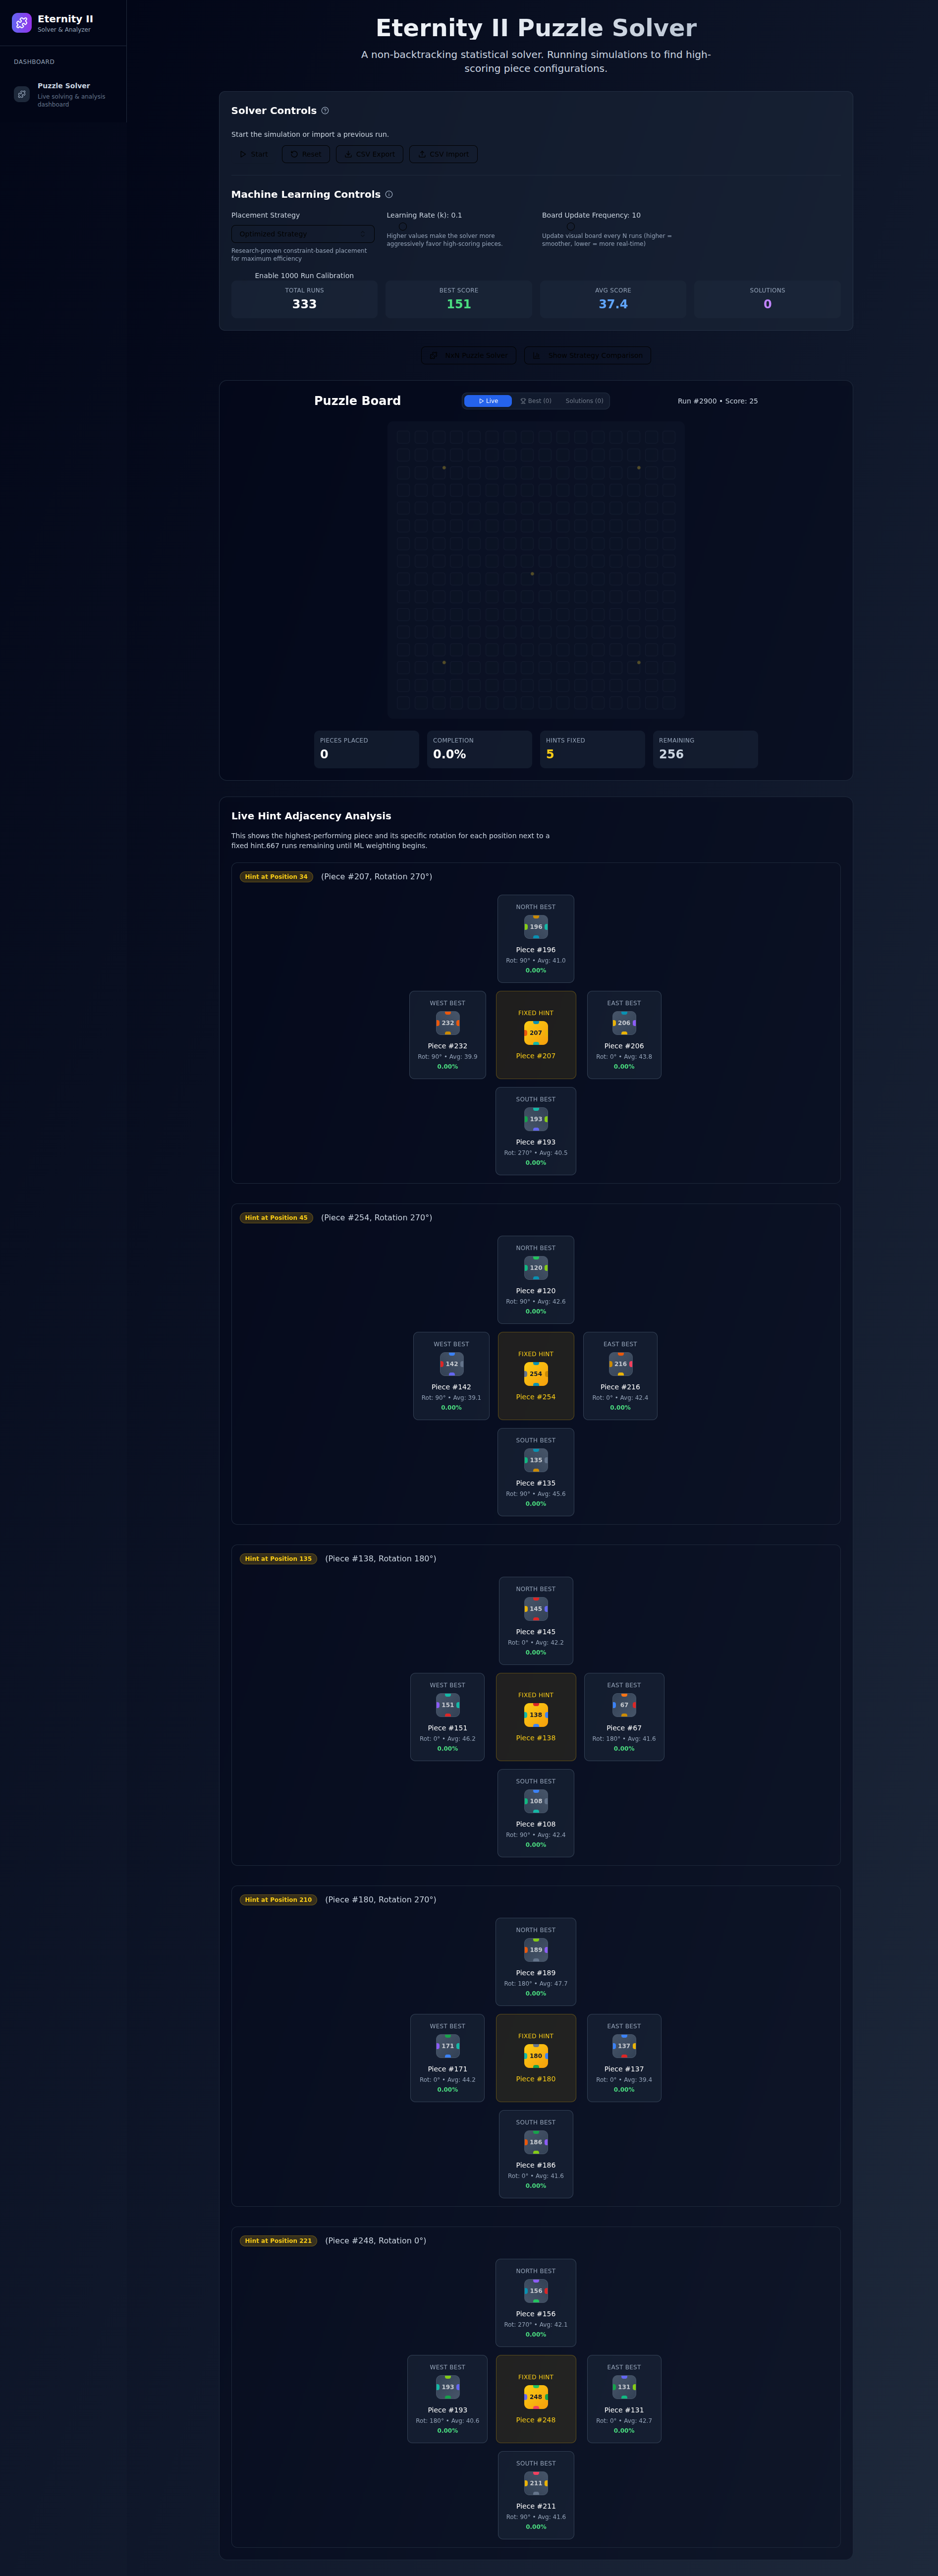 Eternity II
Solver & Analyzer
DASHBOARD
Puzzle Solver
Live solving & analysis
dashboard
Eternity II Puzzle Solver
A non-backtracking statistical solver. Running simulations to find high-
scoring piece configurations.
Solver Controls
Start the simulation or import a previous run.
Start Reset CSV Export CSV Import
Machine Learning Controls
Placement Strategy
Optimized Strategy
Research-proven constraint-based placement
for maximum efficiency
Learning Rate (k): 0.1
Higher values make the solver more
aggressively favor high-scoring pieces.
Board Update Frequency: 10
Update visual board every N runs (higher =
smoother, lower = more real-time)
Enable 1000 Run Calibration
TOTAL RUNS
333
BEST SCORE
151
AVG SCORE
37.4
SOLUTIONS
0
Show Strategy Comparison
Puzzle Board
Live Best (0) Solutions (0)
Run #2900 • Score: 25
PIECES PLACED
0
COMPLETION
0.0%
HINTS FIXED
5
REMAINING
256
Live Hint Adjacency Analysis
This shows the highest-performing piece and its specific rotation for each position next to a
fixed hint.667 runs remaining until ML weighting begins.
Hint at Position 34 (Piece #207, Rotation 270°)
NORTH BEST
196
Piece #196
Rot: 90° • Avg: 41.0
0.00%
WEST BEST
232
Piece #232
Rot: 90° • Avg: 39.9
0.00%
FIXED HINT
207
Piece #207
EAST BEST
206
Piece #206
Rot: 0° • Avg: 43.8
0.00%
SOUTH BEST
193
Piece #193
Rot: 270° • Avg: 40.5
0.00%
Hint at Position 45 (Piece #254, Rotation 270°)
NORTH BEST
120
Piece #120
Rot: 90° • Avg: 42.6
0.00%
WEST BEST
142
Piece #142
Rot: 90° • Avg: 39.1
0.00%
FIXED HINT
254
Piece #254
EAST BEST
216
Piece #216
Rot: 0° • Avg: 42.4
0.00%
SOUTH BEST
135
Piece #135
Rot: 90° • Avg: 45.6
0.00%
Hint at Position 135 (Piece #138, Rotation 180°)
NORTH BEST
145
Piece #145
Rot: 0° • Avg: 42.2
0.00%
WEST BEST
151
Piece #151
Rot: 0° • Avg: 46.2
0.00%
FIXED HINT
138
Piece #138
EAST BEST
67
Piece #67
Rot: 180° • Avg: 41.6
0.00%
SOUTH BEST
108
Piece #108
Rot: 90° • Avg: 42.4
0.00%
Hint at Position 210 (Piece #180, Rotation 270°)
NORTH BEST
189
Piece #189
Rot: 180° • Avg: 47.7
0.00%
WEST BEST
171
Piece #171
Rot: 0° • Avg: 44.2
0.00%
FIXED HINT
180
Piece #180
EAST BEST
137
Piece #137
Rot: 0° • Avg: 39.4
0.00%
SOUTH BEST
186
Piece #186
Rot: 0° • Avg: 41.6
0.00%
Hint at Position 221 (Piece #248, Rotation 0°)
NORTH BEST
156
Piece #156
Rot: 270° • Avg: 42.1
0.00%
WEST BEST
193
Piece #193
Rot: 180° • Avg: 40.6
0.00%
FIXED HINT
248
Piece #248
EAST BEST
131
Piece #131
Rot: 0° • Avg: 42.7
0.00%
SOUTH BEST
211
Piece #211
Rot: 90° • Avg: 41.6
0.00%